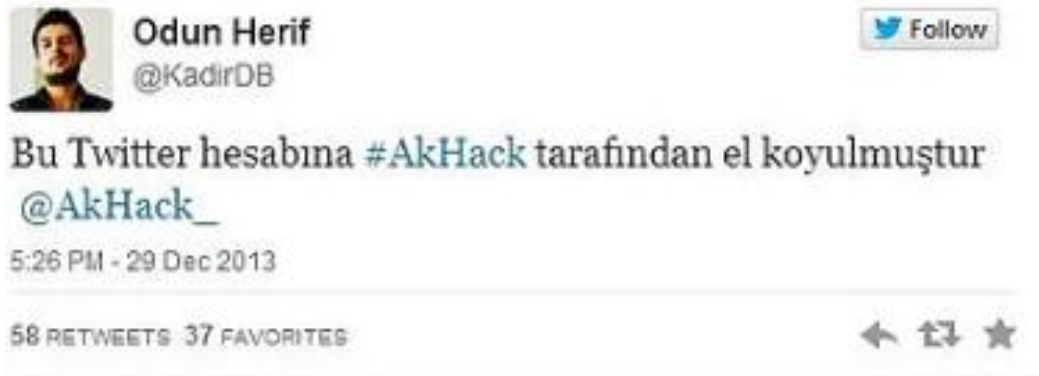 Odun Herif
Follow
@KadirDB
Bu Twitter hesabına #AkHack tarafından el koyulmuştur
@AkHack_
5:26 PM - 29 Dec 2013
58 RETWEETS 37 FAVORITES